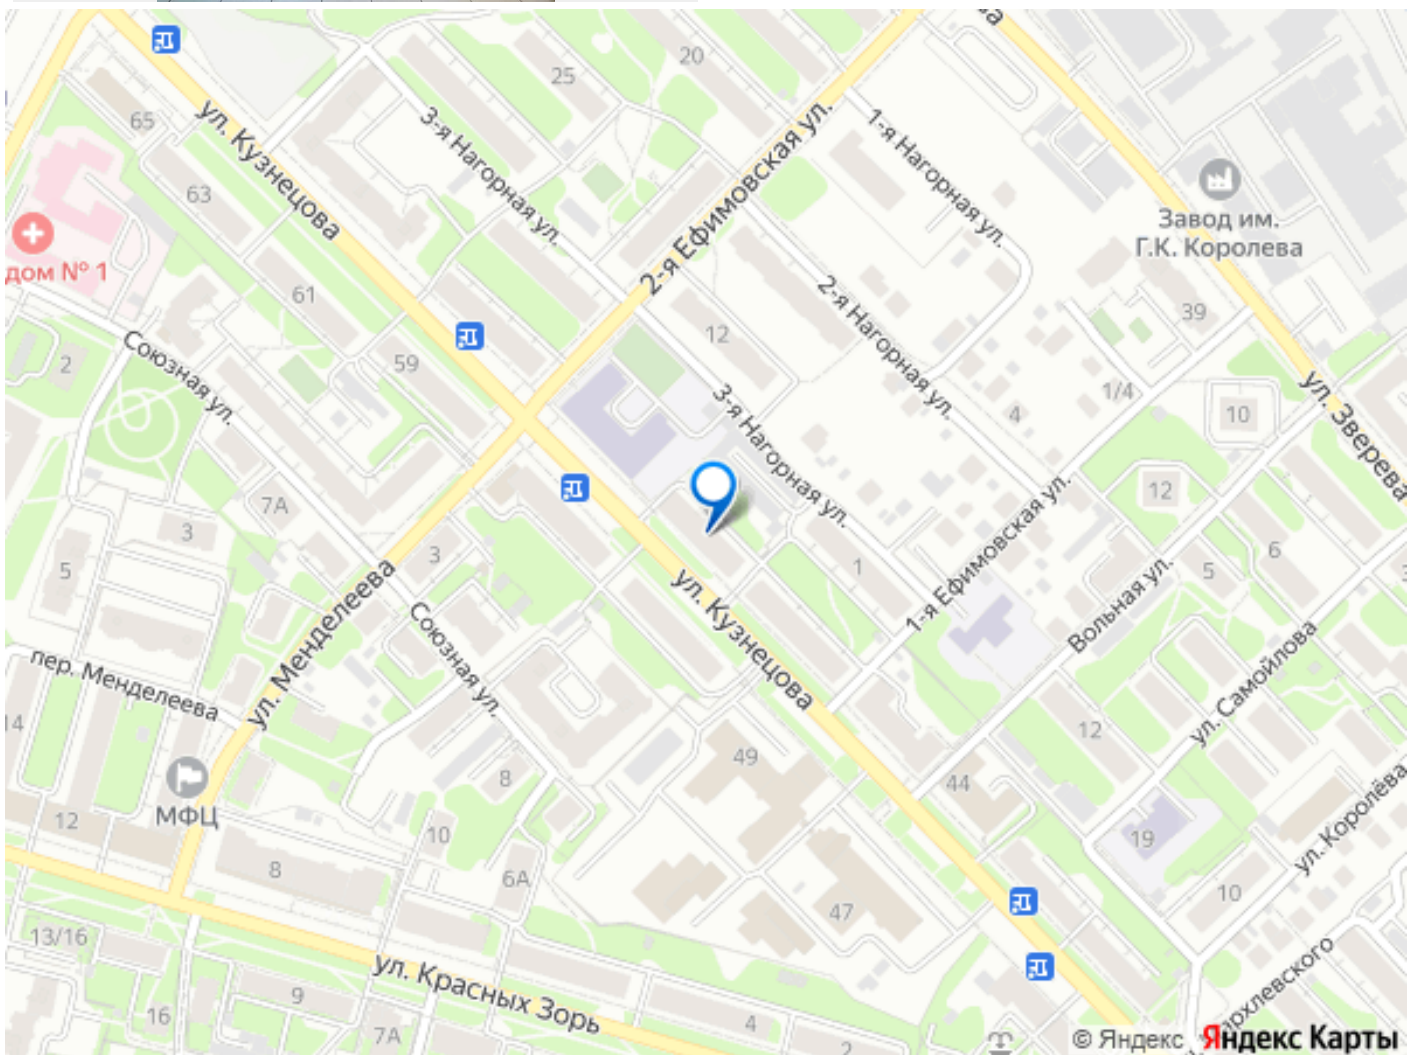 20
25
65
ул. Кузнецова
3-я Нагорная ул.
1-я Нагорная ул.
2-я Ефимовская ул.
63
Завод им.
Г.К. Королева
дом № 1
61
2-я Нагорная ул.
39
12
Союзная ул.
2
59
3-я Нагорная ул.
1/4
4
10
ул. Зверева
7А
12
3
3
5
1
1-я Ефимовская ул.
6
5
Вольная ул.
ул. Менделеева
Союзная ул.
ул. Кузнецова
ул. Самойлова
пер. Менделеева
14
12
49
8
44
МФЦ
12
10
19
ул. Королёва
8
6А
10
47
13/16
ул. Красных Зорь
9
16
7А
4
2
© Яндекс Яндекс Карты